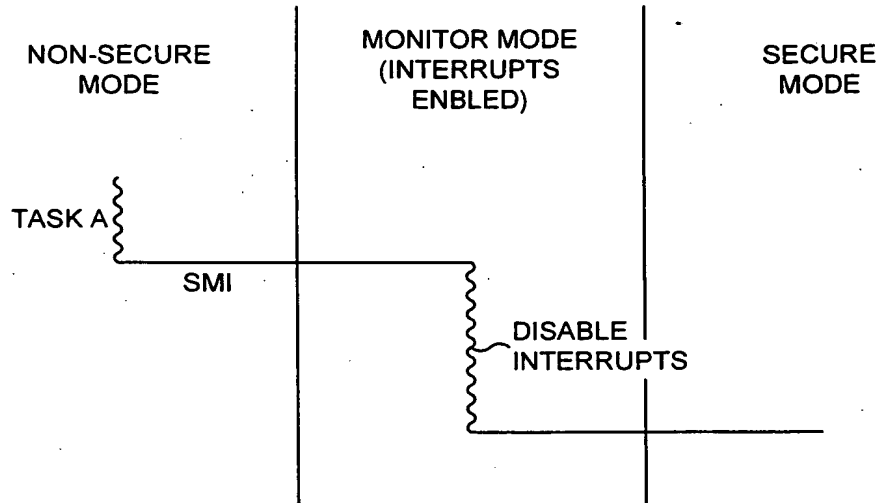 NON-SECURE
MODE
MONITOR MODE
(INTERRUPTS
ENBLED)
SECURE
MODE
TASK A
SMI
DISABLE
INTERRUPTS